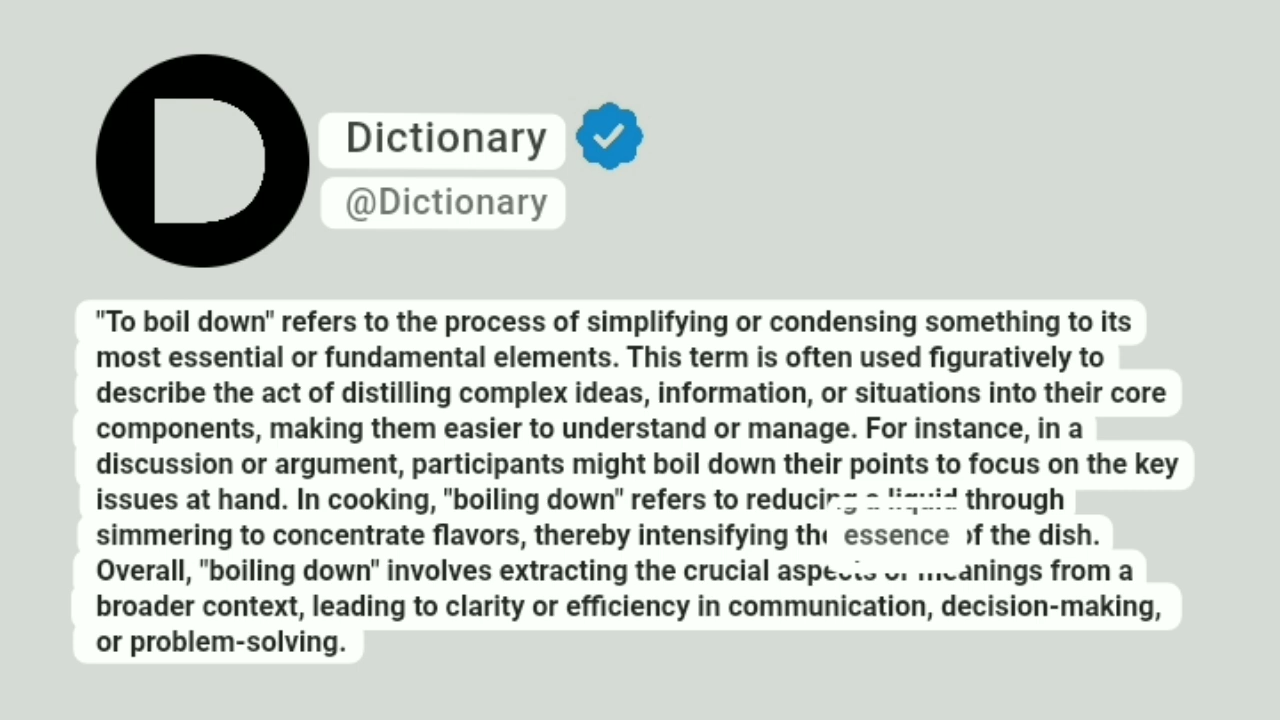 D
Dictionary
@Dictionary
"To boil down" refers to the process of simplifying or condensing something to its
most essential or fundamental elements. This term is often used figuratively to
describe the act of distilling complex ideas, information, or situations into their core
components, making them easier to understand or manage. For instance, in a
discussion or argument, participants might boil down their points to focus on the key
issues at hand. In cooking, "boiling down" refers to reducing a liquid through
simmering to concentrate flavors, thereby intensifying the essence of the dish.
Overall, "boiling down" involves extracting the crucial aspects or meanings from a
broader context, leading to clarity or efficiency in communication, decision-making,
or problem-solving.